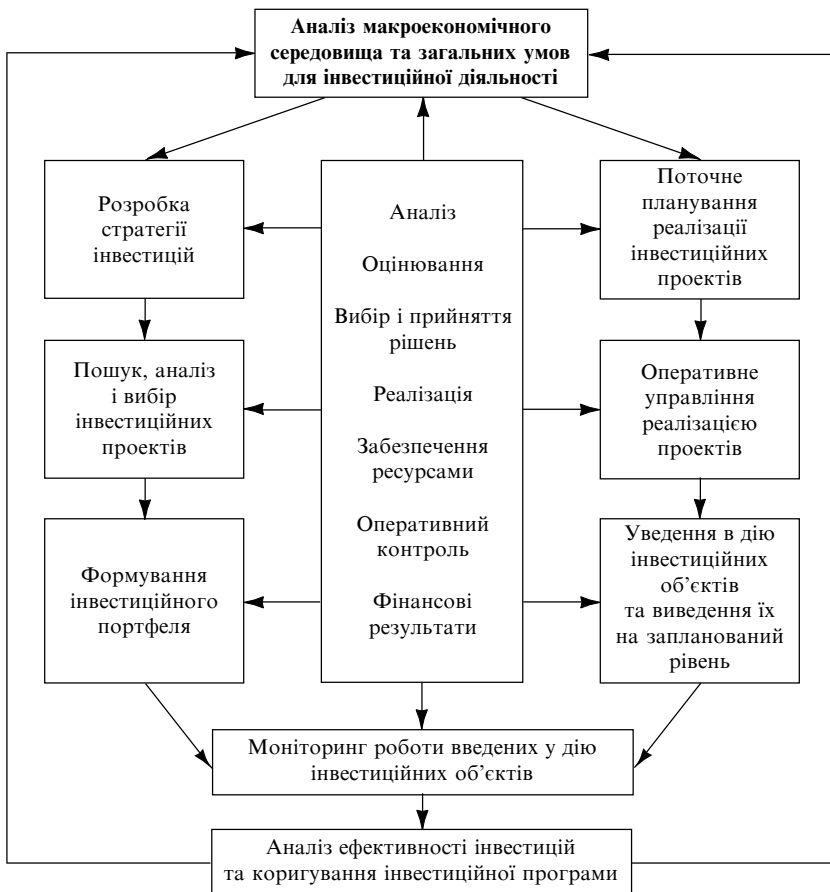 Аналіз макроекономічного
середовища та загальних умов
для інвестиційної діяльності
Розробка
стратегії
інвестицій
Пошук, аналіз
і вибір
інвестиційних
проектів
Формування
інвестиційного
портфеля
Аналіз
Оцінювання
Вибір і прийняття
рішень
Реалізація
Забезпечення
ресурсами
Оперативний
контроль
Фінансові
результати
Поточне
планування
реалізації
інвестиційних
проектів
Оперативне
управління
реалізацією
проектів
Уведення в дію
інвестиційних
об’єктів
та виведення їх
на запланований
рівень
Моніторинг роботи введених у дію
інвестиційних об’єктів
Аналіз ефективності інвестицій
та коригування інвестиційної програми